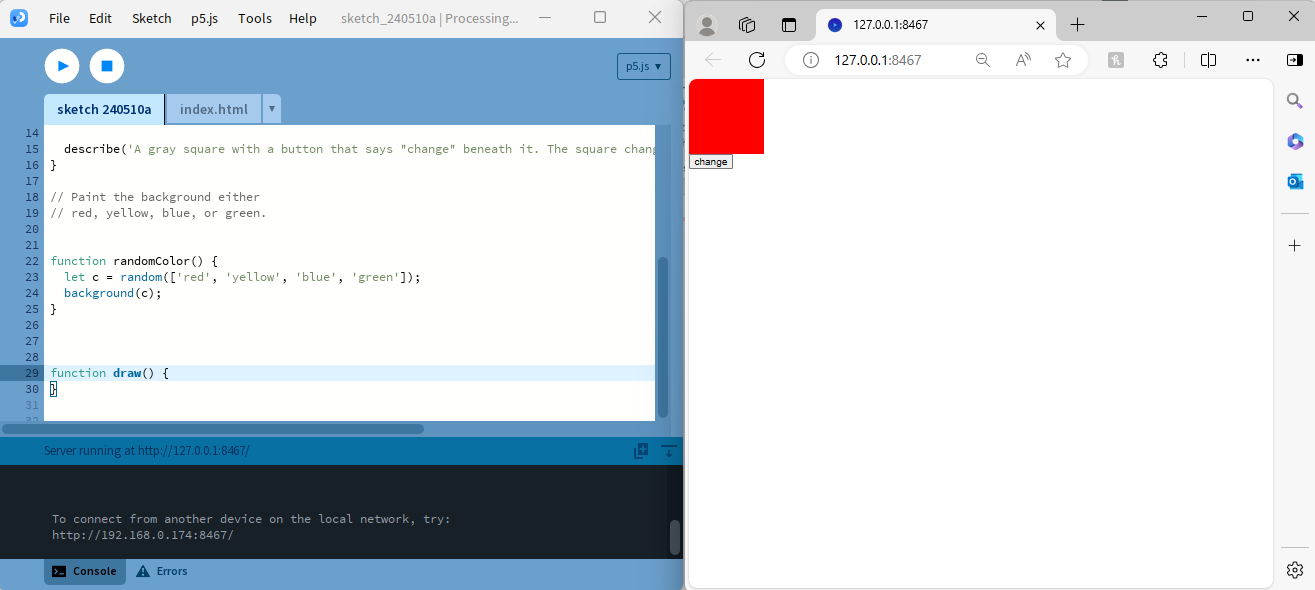 File Edit Sketch p5.js Tools Help sketch_240510a | Processing...
p5.js ▾
sketch 240510a index.html ▾
14
15 describe('A gray square with a button that says "change" beneath it. The square chang
16 }
17
18 // Paint the background either
19 // red, yellow, blue, or green.
20
21
22 function randomColor() {
23 let c = random(['red', 'yellow', 'blue', 'green']);
24 background(c);
25 }
26
27
28
29 function draw() {
30 }
31
32
Server running at http://127.0.0.1:8467/
To connect from another device on the local network, try:
http://192.168.0.174:8467/
Console Errors
127.0.0.1:8467
127.0.0.1:8467
change